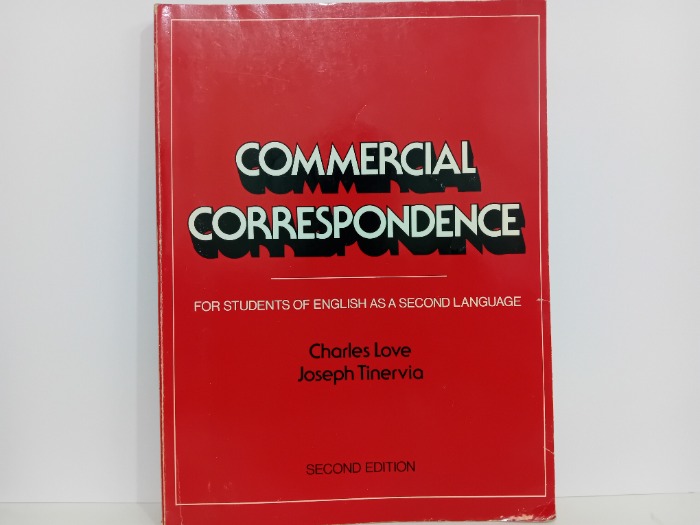 COMMERCIAL
CORRESPONDENCE
FOR STUDENTS OF ENGLISH AS A SECOND LANGUAGE
Charles Love
Joseph Tinervia
SECOND EDITION